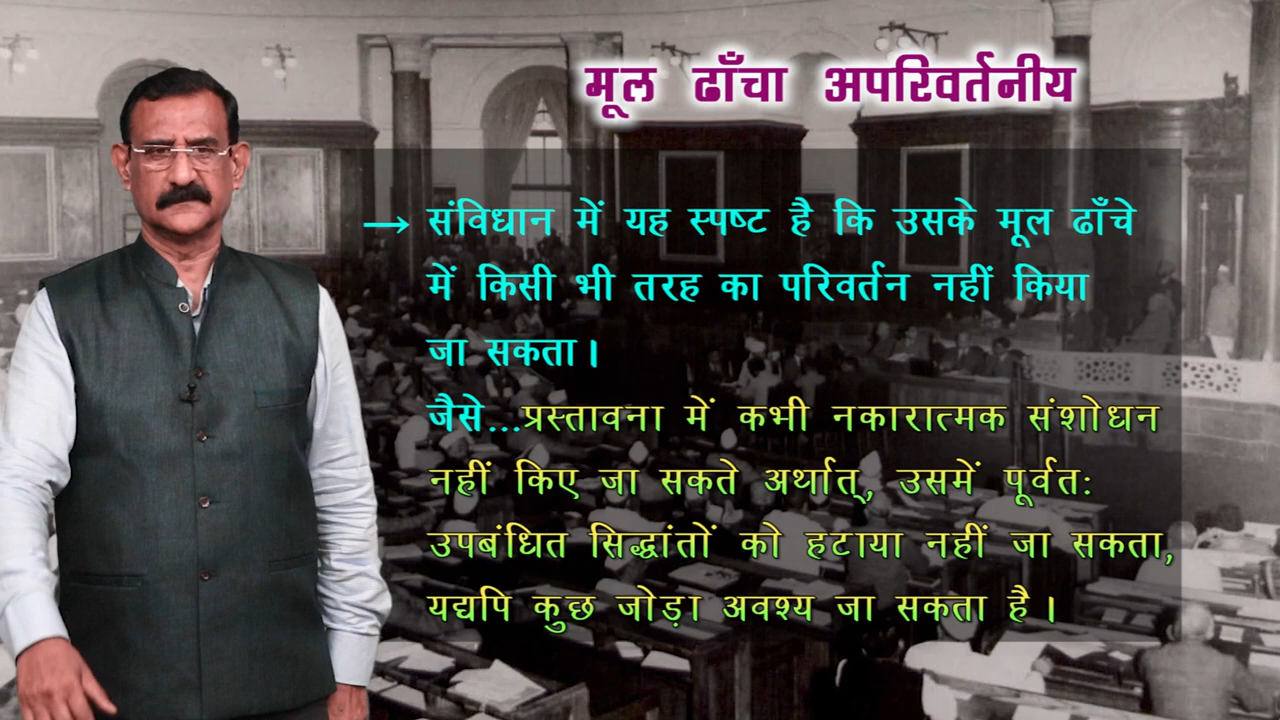 मूल ढाँचा अपरिवर्तनीय
→ संविधान में यह स्पष्ट है कि उसके मूल ढाँचे
में किसी भी तरह का परिवर्तन नहीं किया
जा सकता।
जैसे...प्रस्तावना में कभी नकारात्मक संशोधन
नहीं किए जा सकते अर्थात्, उसमें पूर्वत:
उपबंधित सिद्धांतों को हटाया नहीं जा सकता,
यद्यपि कुछ जोड़ा अवश्य जा सकता है।